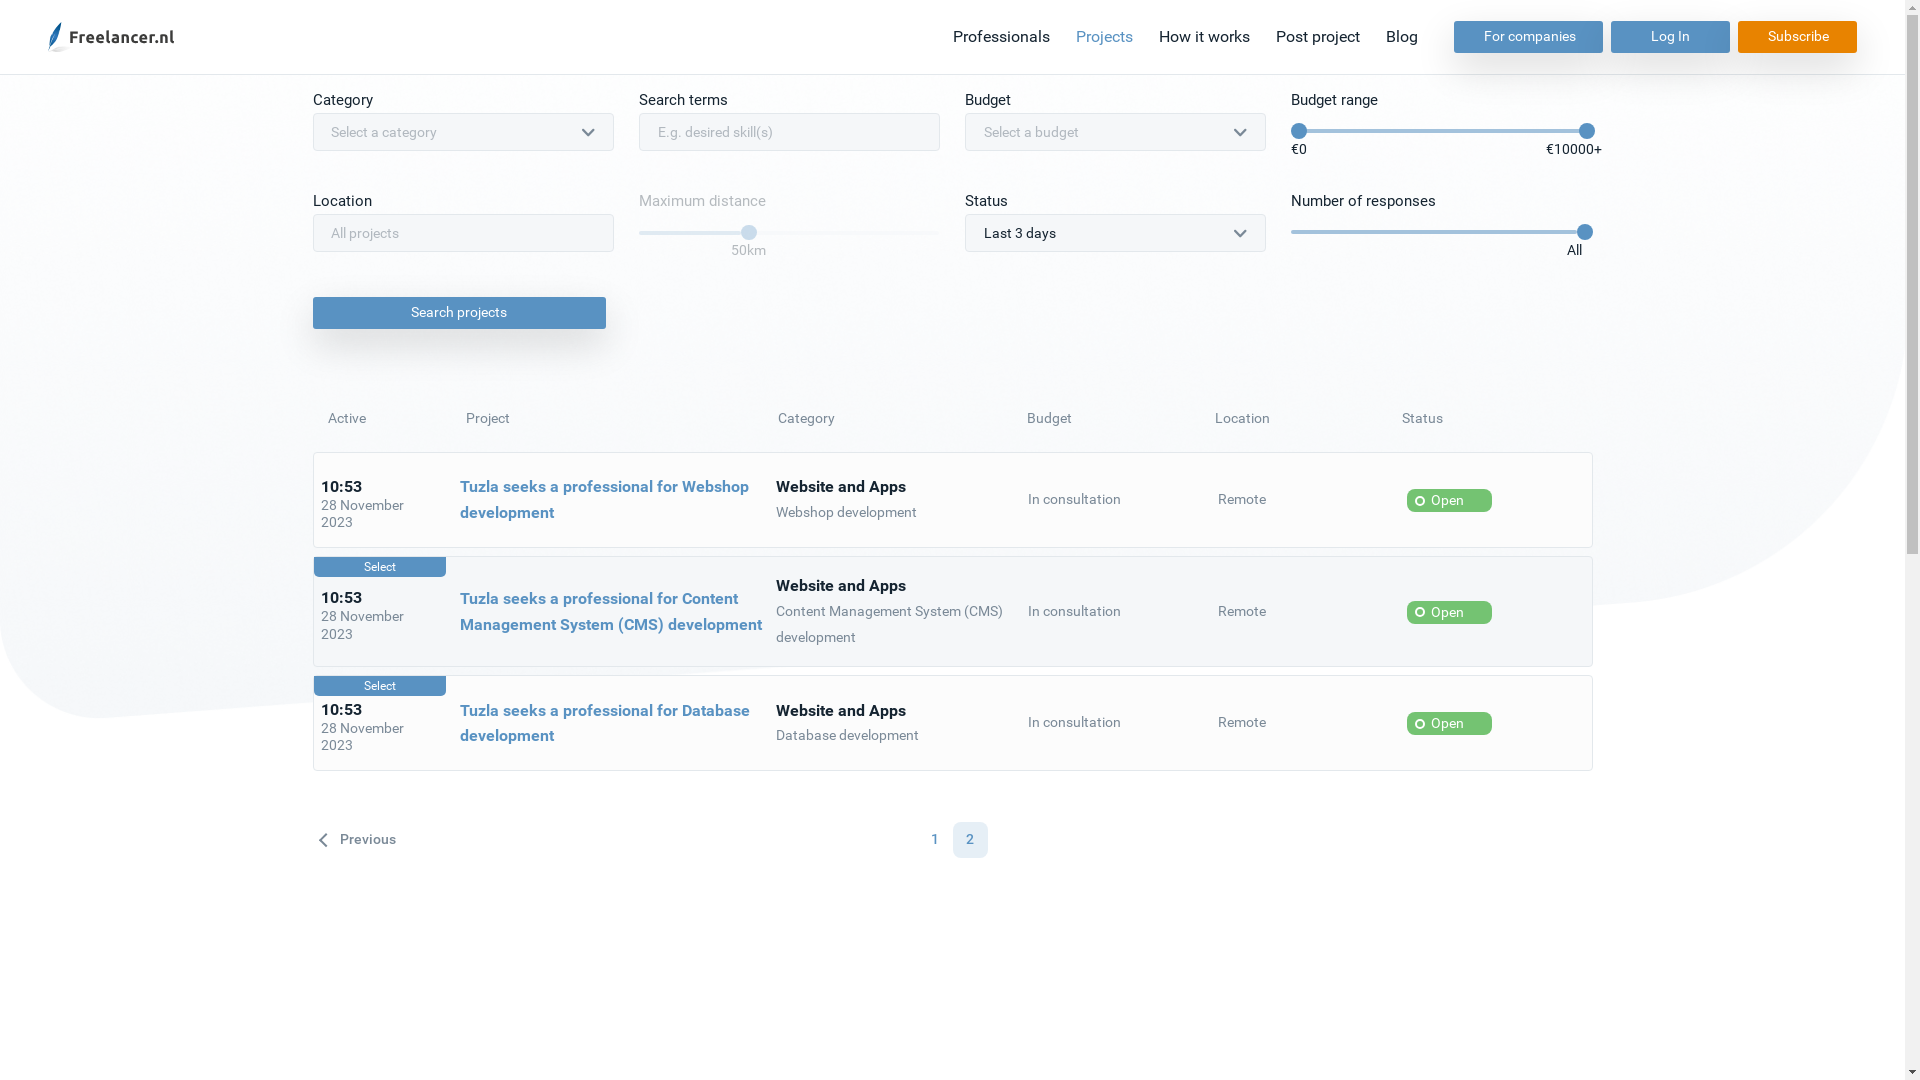 Freelancer.nl
Professionals Projects How it works Post project Blog For companies Log In Subscribe
Category Search terms Budget Budget range
Select a category E.g. desired skill(s) Select a budget
€0 €10000+
Location Maximum distance Status Number of responses
All projects Last 3 days
50km All
Search projects
Active Project Category Budget Location Status
10:53
28 November
2023
Tuzla seeks a professional for Webshop
development
Website and Apps
Webshop development
In consultation
Remote
Open
Select
10:53
28 November
2023
Tuzla seeks a professional for Content
Management System (CMS) development
Website and Apps
Content Management System (CMS)
development
In consultation
Remote
Open
Select
10:53
28 November
2023
Tuzla seeks a professional for Database
development
Website and Apps
Database development
In consultation
Remote
Open
Previous 1 2